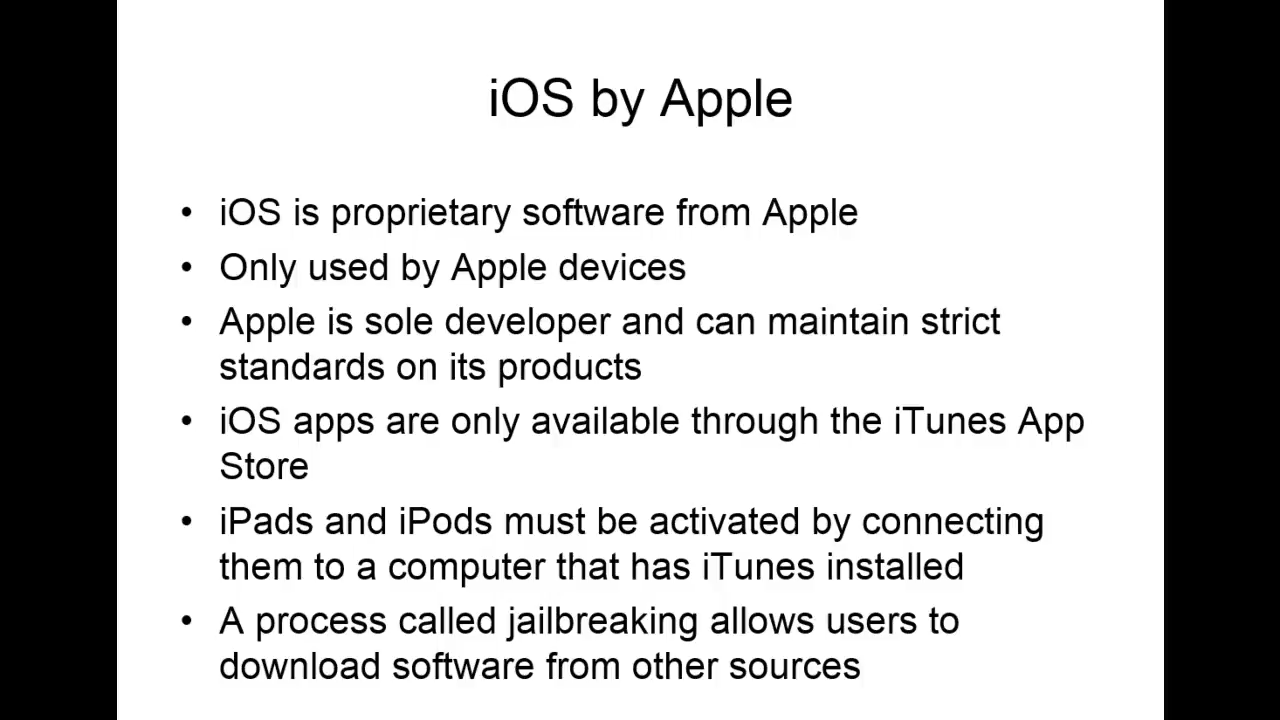 iOS by Apple
• iOS is proprietary software from Apple
• Only used by Apple devices
• Apple is sole developer and can maintain strict
standards on its products
• iOS apps are only available through the iTunes App
Store
• iPads and iPods must be activated by connecting
them to a computer that has iTunes installed
• A process called jailbreaking allows users to
download software from other sources